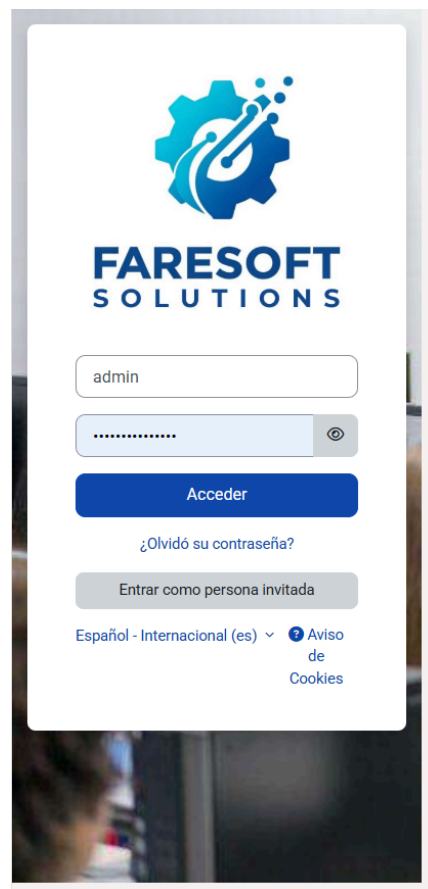 FARESOFT
SOLUTIONS
admin
•••••••••••••••
Acceder
¿Olvidó su contraseña?
Entrar como persona invitada
Español - Internacional (es)
Aviso
de
Cookies